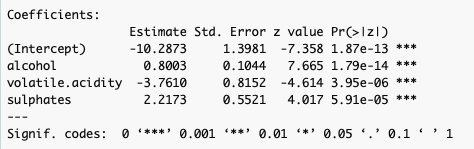 Coefficients:
Estimate Std. Error z value Pr(>|z|)
(Intercept) -10.2873 1.3981 -7.358 1.87e-13 ***
alcohol 0.8003 0.1044 7.665 1.79e-14 ***
volatile.acidity -3.7610 0.8152 -4.614 3.95e-06 ***
sulphates 2.2173 0.5521 4.017 5.91e-05 ***
---
Signif. codes: 0 ‘***’ 0.001 ‘**’ 0.01 ‘*’ 0.05 ‘.’ 0.1 ‘ ’ 1